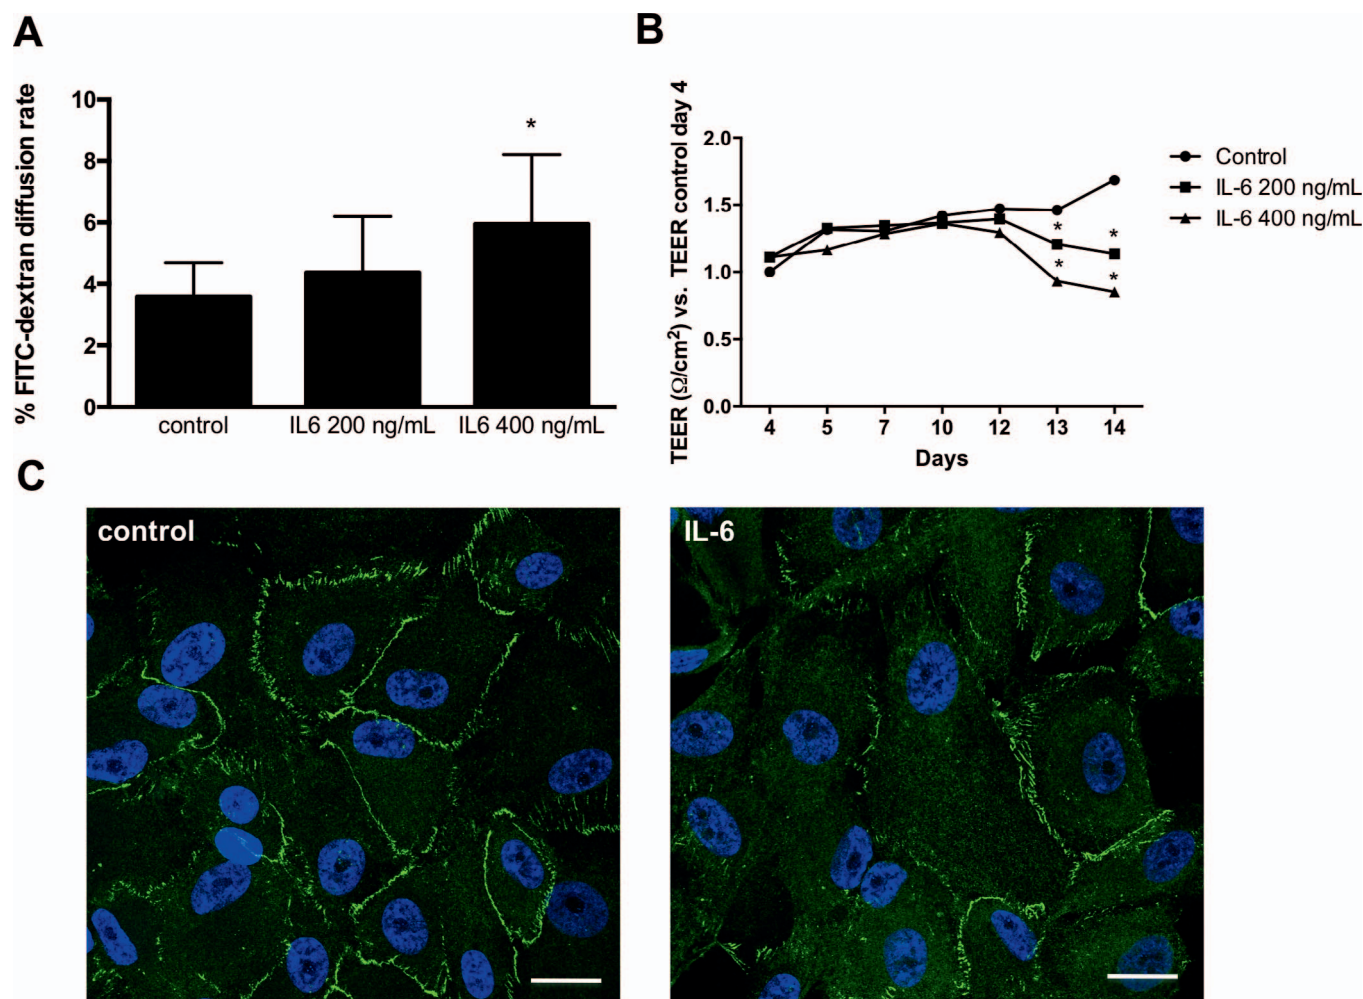 A
% FITC-dextran diffusion rate
10
8
6
4
2
0
*
control
IL6 200 ng/mL
IL6 400 ng/mL
B
TEER (Ω/cm²) vs. TEER control day 4
2.0
1.5
1.0
0.5
0.0
*
*
*
*
4
5
7
10
12
13
14
Days
Control
IL-6 200 ng/mL
IL-6 400 ng/mL
C
control
IL-6